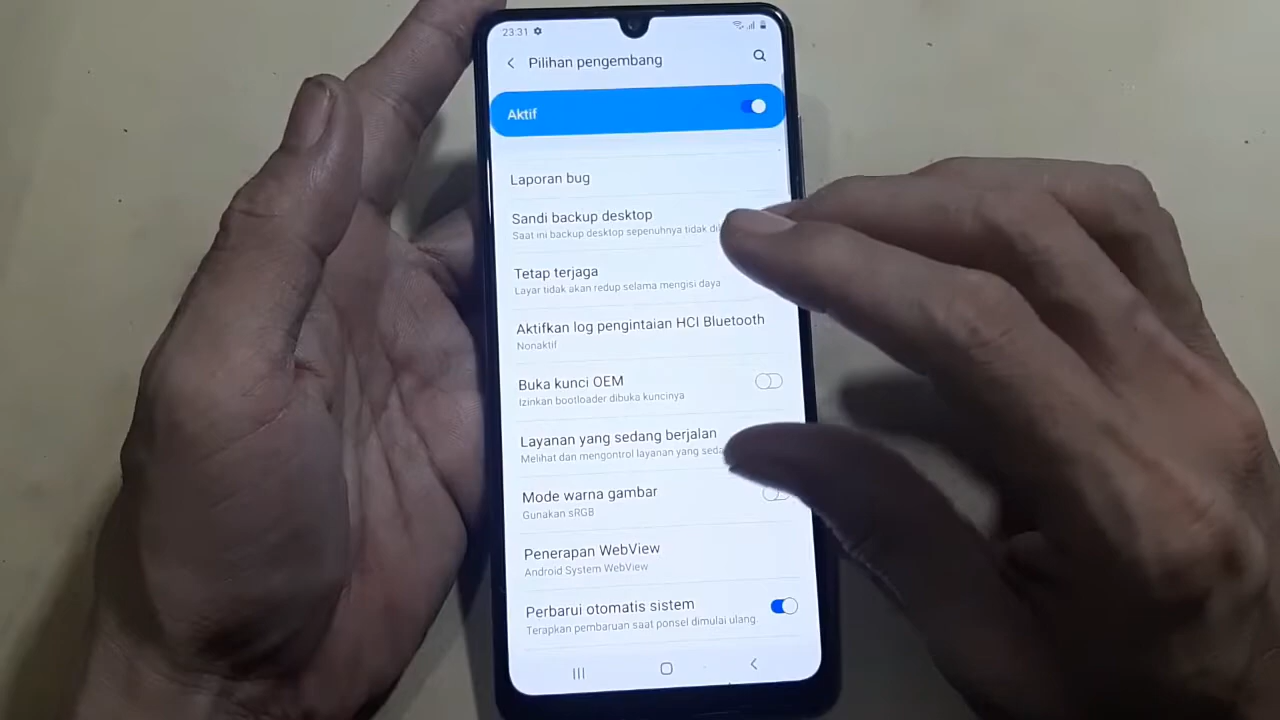 23:31
Pilihan pengembang
Aktif
Laporan bug
Sandi backup desktop
Saat ini backup desktop sepenuhnya tidak
Tetap terjaga
Layar tidak akan redup selama mengisi daya
Aktifkan log pengintaian HCI Bluetooth
Nonaktif
Buka kunci OEM
Izinkan bootloader dibuka kuncinya
Layanan yang sedang berjalan
Melihat dan mengontrol layanan yang
Mode warna gambar
Gunakan sRGB
Penerapan WebView
Android System WebView
Perbarui otomatis sistem
Terapkan pembaruan saat ponsel dimulai ulang